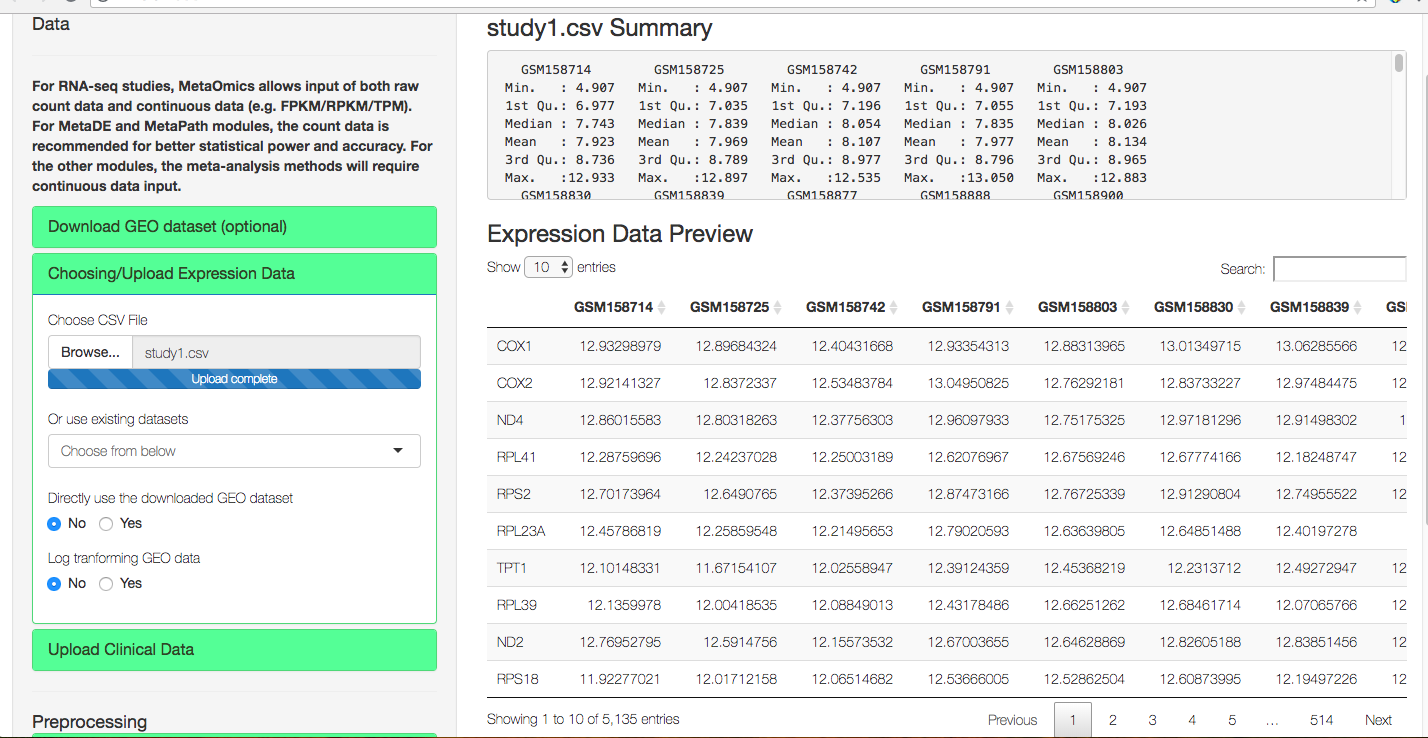 Data
For RNA-seq studies, MetaOmics allows input of both raw
count data and continuous data (e.g. FPKM/RPKM/TPM).
For MetaDE and MetaPath modules, the count data is
recommended for better statistical power and accuracy. For
the other modules, the meta-analysis methods will require
continuous data input.
Download GEO dataset (optional)
Choosing/Upload Expression Data
Choose CSV File
Browse... study1.csv
Upload complete
Or use existing datasets
Choose from below
Directly use the downloaded GEO dataset
No Yes
Log tranforming GEO data
No Yes
Upload Clinical Data
Preprocessing
study1.csv Summary
GSM158714 GSM158725 GSM158742 GSM158791 GSM158803
Min. : 4.907 Min. : 4.907 Min. : 4.907 Min. : 4.907 Min. : 4.907
1st Qu.: 6.977 1st Qu.: 7.035 1st Qu.: 7.196 1st Qu.: 7.055 1st Qu.: 7.193
Median : 7.743 Median : 7.839 Median : 8.054 Median : 7.835 Median : 8.026
Mean : 7.923 Mean : 7.969 Mean : 8.107 Mean : 7.977 Mean : 8.134
3rd Qu.: 8.736 3rd Qu.: 8.789 3rd Qu.: 8.977 3rd Qu.: 8.796 3rd Qu.: 8.965
Max. :12.933 Max. :12.897 Max. :12.535 Max. :13.050 Max. :12.883
GSM158830 GSM158839 GSM158877 GSM158888 GSM158900
Expression Data Preview
Show 10 entries Search:
GSM158714 GSM158725 GSM158742 GSM158791 GSM158803 GSM158830 GSM158839 GS
COX1 12.93298979 12.89684324 12.40431668 12.93354313 12.88313965 13.01349715 13.06285566 12
COX2 12.92141327 12.8372337 12.53483784 13.04950825 12.76292181 12.83733227 12.97484475 12
ND4 12.86015583 12.80318263 12.37756303 12.96097933 12.75175325 12.97181296 12.91498302 1
RPL41 12.28759696 12.24237028 12.25003189 12.62076967 12.67569246 12.67774166 12.18248747 12
RPS2 12.70173964 12.6490765 12.37395266 12.87473166 12.76725339 12.91290804 12.74955522 12
RPL23A 12.45786819 12.25859548 12.21495653 12.79020593 12.63639805 12.64851488 12.40197278
TPT1 12.10148331 11.67154107 12.02558947 12.39124359 12.45368219 12.2313712 12.49272947 12
RPL39 12.1359978 12.00418535 12.08849013 12.43178486 12.66251262 12.68461714 12.07065766 12
ND2 12.76952795 12.5914756 12.15573532 12.67003655 12.64628869 12.82605188 12.83851456 12
RPS18 11.92277021 12.01712158 12.06514682 12.53666005 12.52862504 12.60873995 12.19497226 12
Showing 1 to 10 of 5,135 entries Previous 1 2 3 4 5 … 514 Next